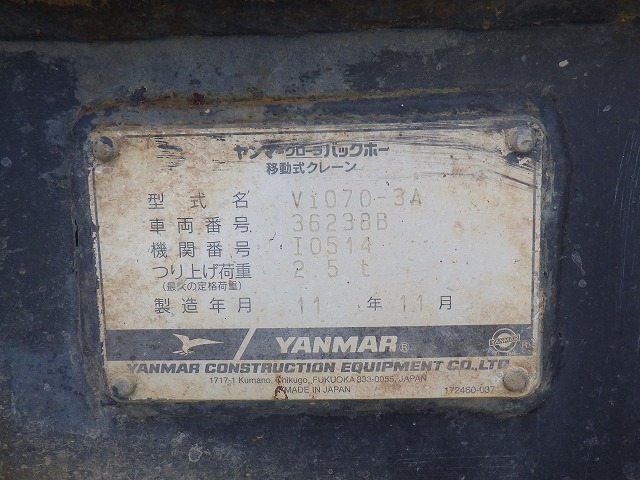 ヤンマークローラバックホー
移動式クレーン
型式名 ViO70-3A
車両番号 36238B
機関番号 I0514
つり上げ荷重 2 5 t
(最大の定格荷重)
製造年月 11 年 11 月
YANMAR®
YANMAR
YANMAR CONSTRUCTION EQUIPMENT CO.,LTD
1717-1 Kumano, Chikugo, FUKUOKA 833-0055, JAPAN
MADE IN JAPAN
172460-037